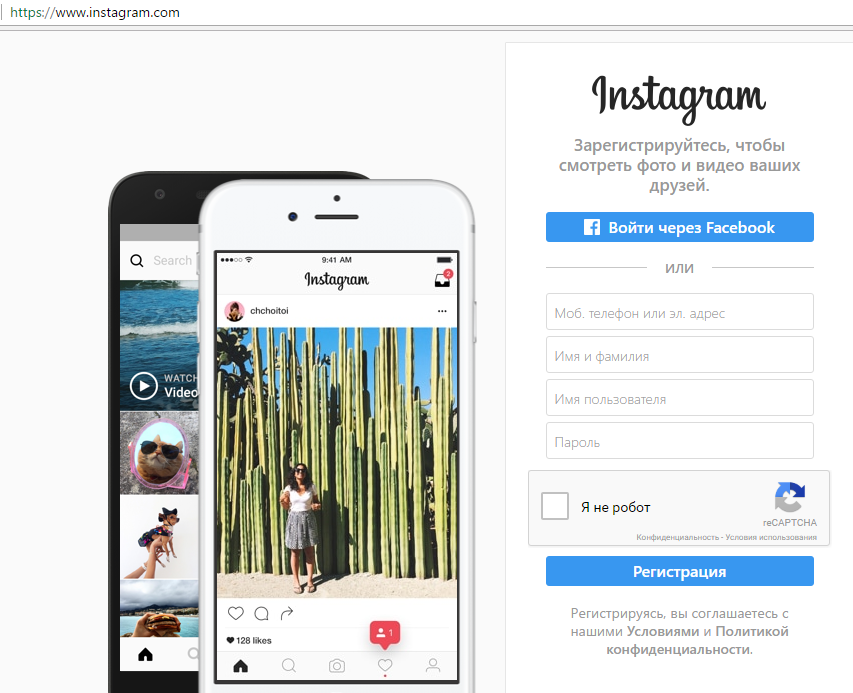 https://www.instagram.com
Instagram
Зарегистрируйтесь, чтобы
смотреть фото и видео ваших
друзей.
Войти через Facebook
ИЛИ
Моб. телефон или эл. адрес
Имя и фамилия
Имя пользователя
Пароль
Я не робот
reCAPTCHA
Конфиденциальность - Условия использования
Регистрация
Регистрируясь, вы соглашаетесь с
нашими Условиями и Политикой
конфиденциальности.
Search
WATCH
Video
9:41 AM
Instagram
2
chchoitoi
128 likes
1